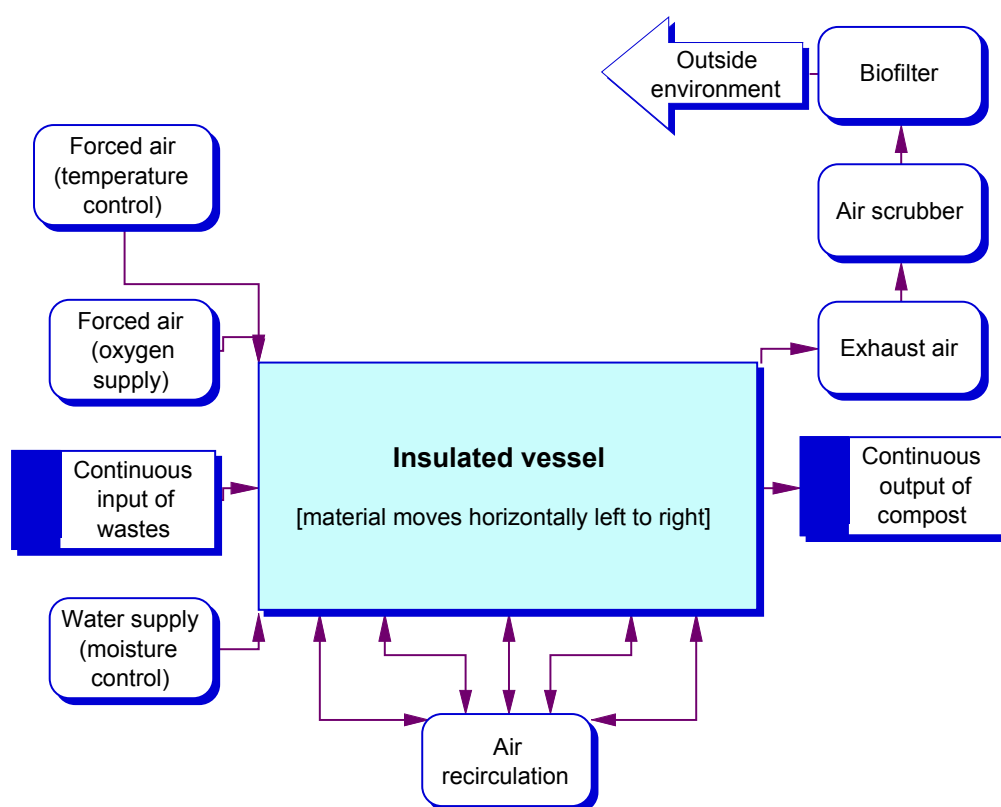 Outside
environment
Biofilter
Forced air
(temperature
control)
Air scrubber
Forced air
(oxygen
supply)
Exhaust air
Continuous
input of
wastes
Insulated vessel
[material moves horizontally left to right]
Continuous
output of
compost
Water supply
(moisture
control)
Air
recirculation